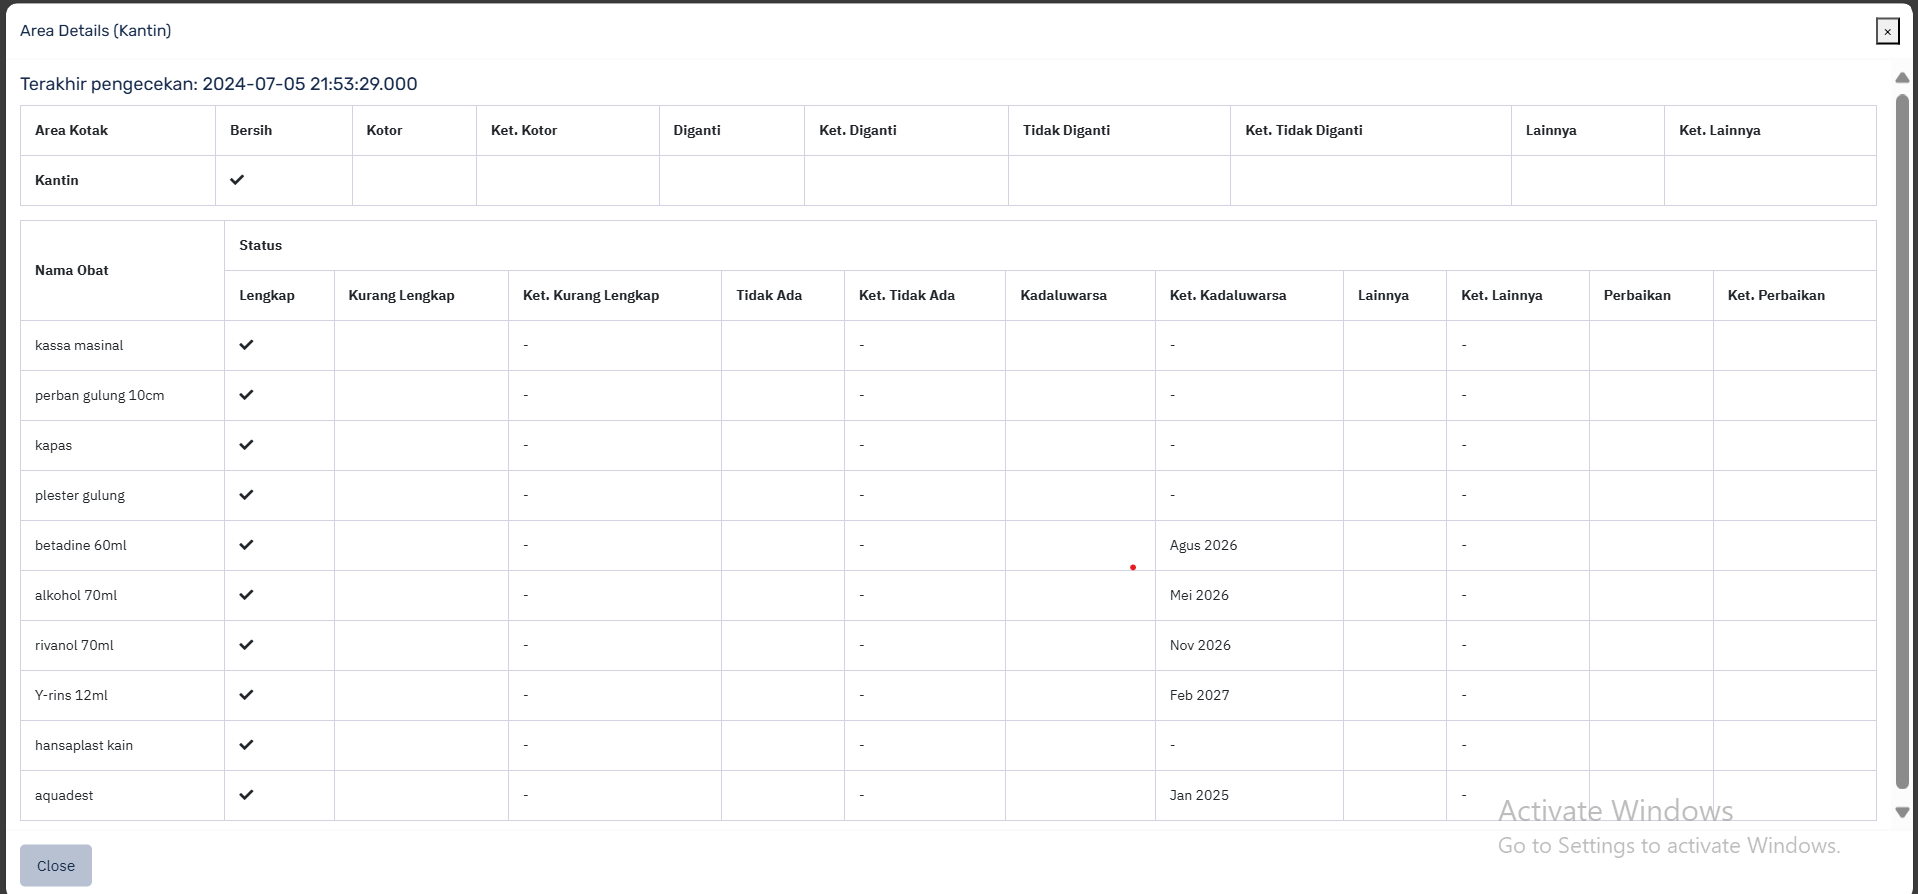 Area Details (Kantin)
×
Terakhir pengecekan: 2024-07-05 21:53:29.000
Area Kotak Bersih Kotor Ket. Kotor Diganti Ket. Diganti Tidak Diganti Ket. Tidak Diganti Lainnya Ket. Lainnya
Kantin ✔
Nama Obat Status
Lengkap Kurang Lengkap Ket. Kurang Lengkap Tidak Ada Ket. Tidak Ada Kadaluwarsa Ket. Kadaluwarsa Lainnya Ket. Lainnya Perbaikan Ket. Perbaikan
kassa masinal ✔ - - - -
perban gulung 10cm ✔ - - - -
kapas ✔ - - - -
plester gulung ✔ - - - -
betadine 60ml ✔ - - Agus 2026 -
alkohol 70ml ✔ - - Mei 2026 -
rivanol 70ml ✔ - - Nov 2026 -
Y-rins 12ml ✔ - - Feb 2027 -
hansaplast kain ✔ - - - -
aquadest ✔ - - Jan 2025 -
Activate Windows
Go to Settings to activate Windows.
Close